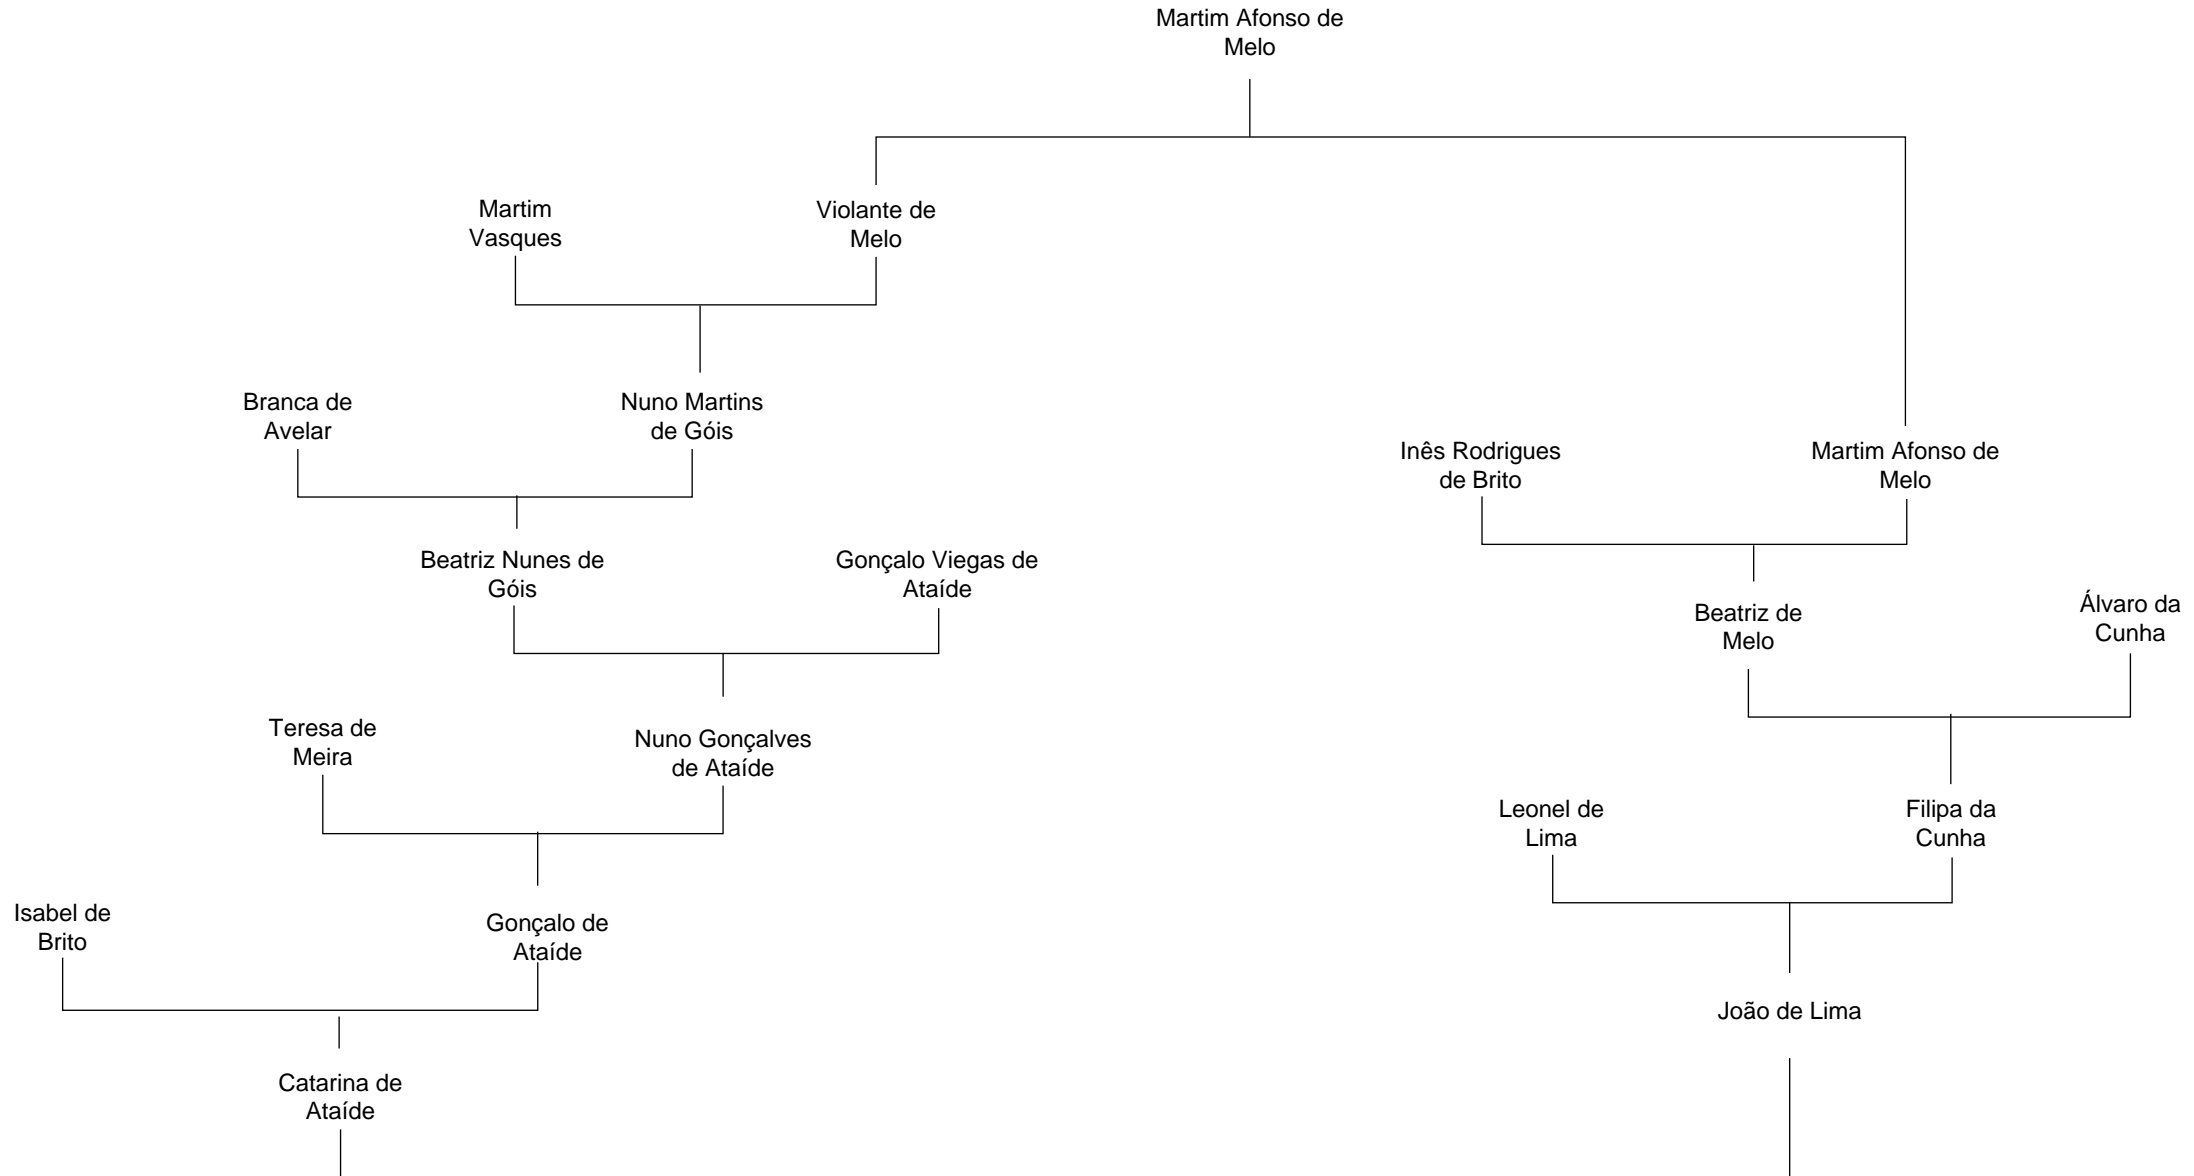 Martim Afonso de
Melo
Martim
Vasques
Violante de
Melo
Branca de
Avelar
Nuno Martins
de Góis
Inês Rodrigues
de Brito
Martim Afonso de
Melo
Beatriz Nunes de
Góis
Gonçalo Viegas de
Ataíde
Beatriz de
Melo
Álvaro da
Cunha
Teresa de
Meira
Nuno Gonçalves
de Ataíde
Leonel de
Lima
Filipa da
Cunha
Isabel de
Brito
Gonçalo de
Ataíde
João de Lima
Catarina de
Ataíde